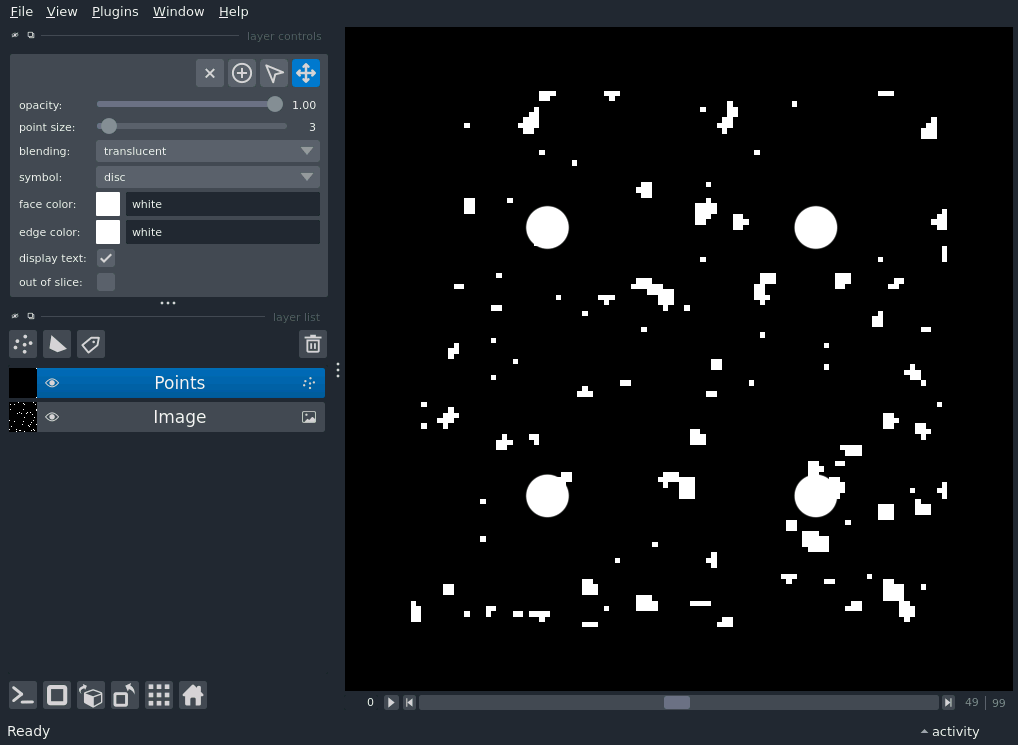 File View Plugins Window Help
layer controls
opacity: 1.00
point size: 3
blending: translucent
symbol: disc
face color: white
edge color: white
display text:
out of slice:
layer list
Points
Image
0 49 99
Ready activity